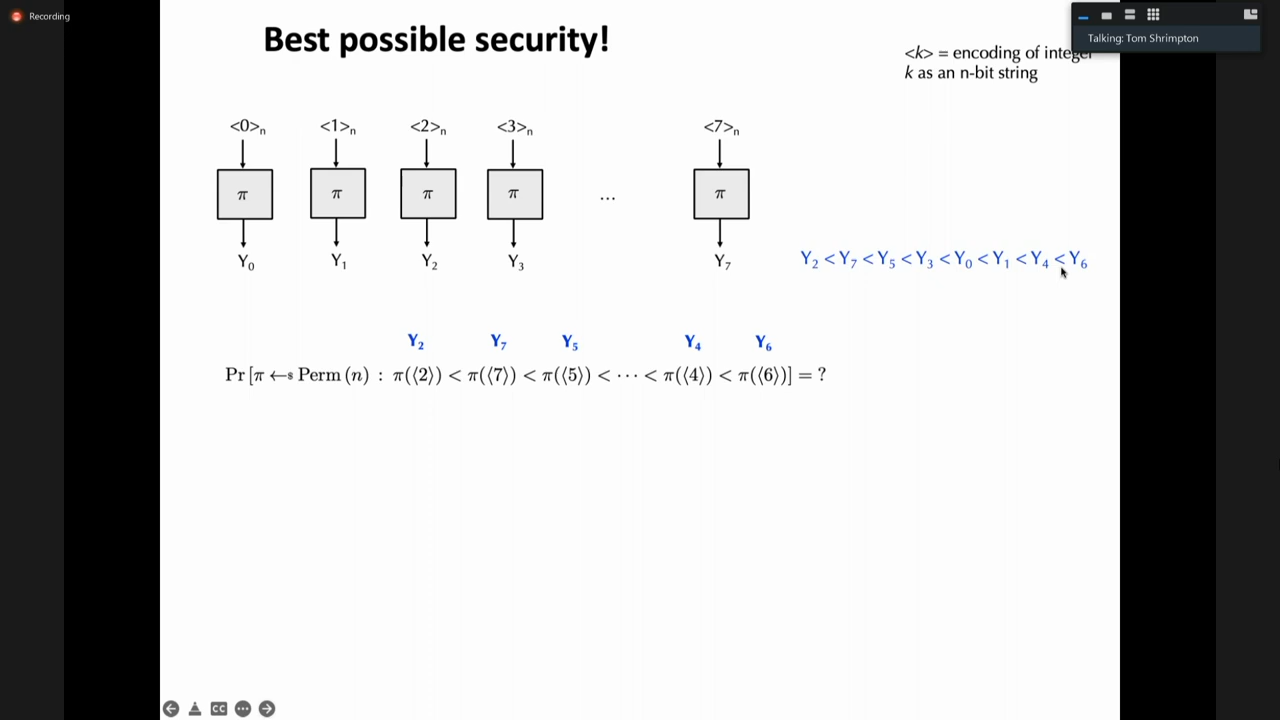 Recording
Talking: Tom Shrimpton
Best possible security!
<k> = encoding of integer
k as an n-bit string
<0>n <1>n <2>n <3>n <7>n
π π π π ... π
Y0 Y1 Y2 Y3 Y7
Y2 < Y7 < Y5 < Y3 < Y0 < Y1 < Y4 < Y6
Y2 Y7 Y5 Y4 Y6
Pr [π ←$ Perm (n) : π(⟨2⟩) < π(⟨7⟩) < π(⟨5⟩) < ··· < π(⟨4⟩) < π(⟨6⟩)] = ?
CC